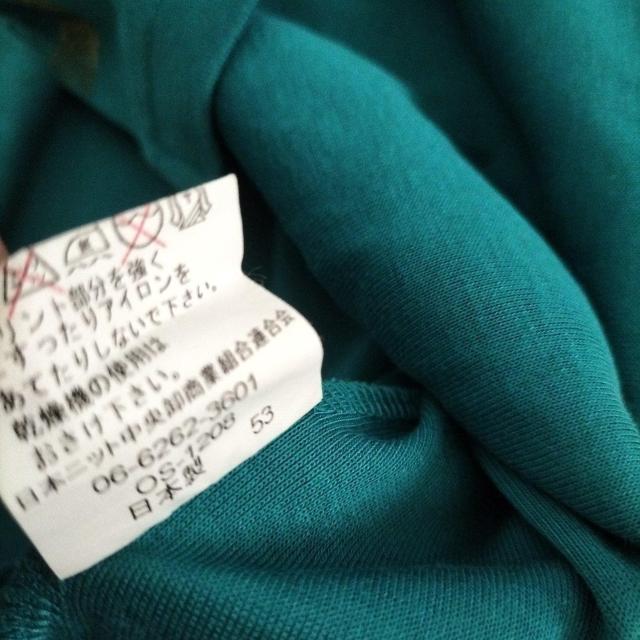 ント部分を強く
すったりアイロンを
めてたりしないで下さい。
乾燥機の使用は
お避け下さい。
日本ニット中央卸商業組合連合会
06-6262-3601
OS-1208 53
日本製